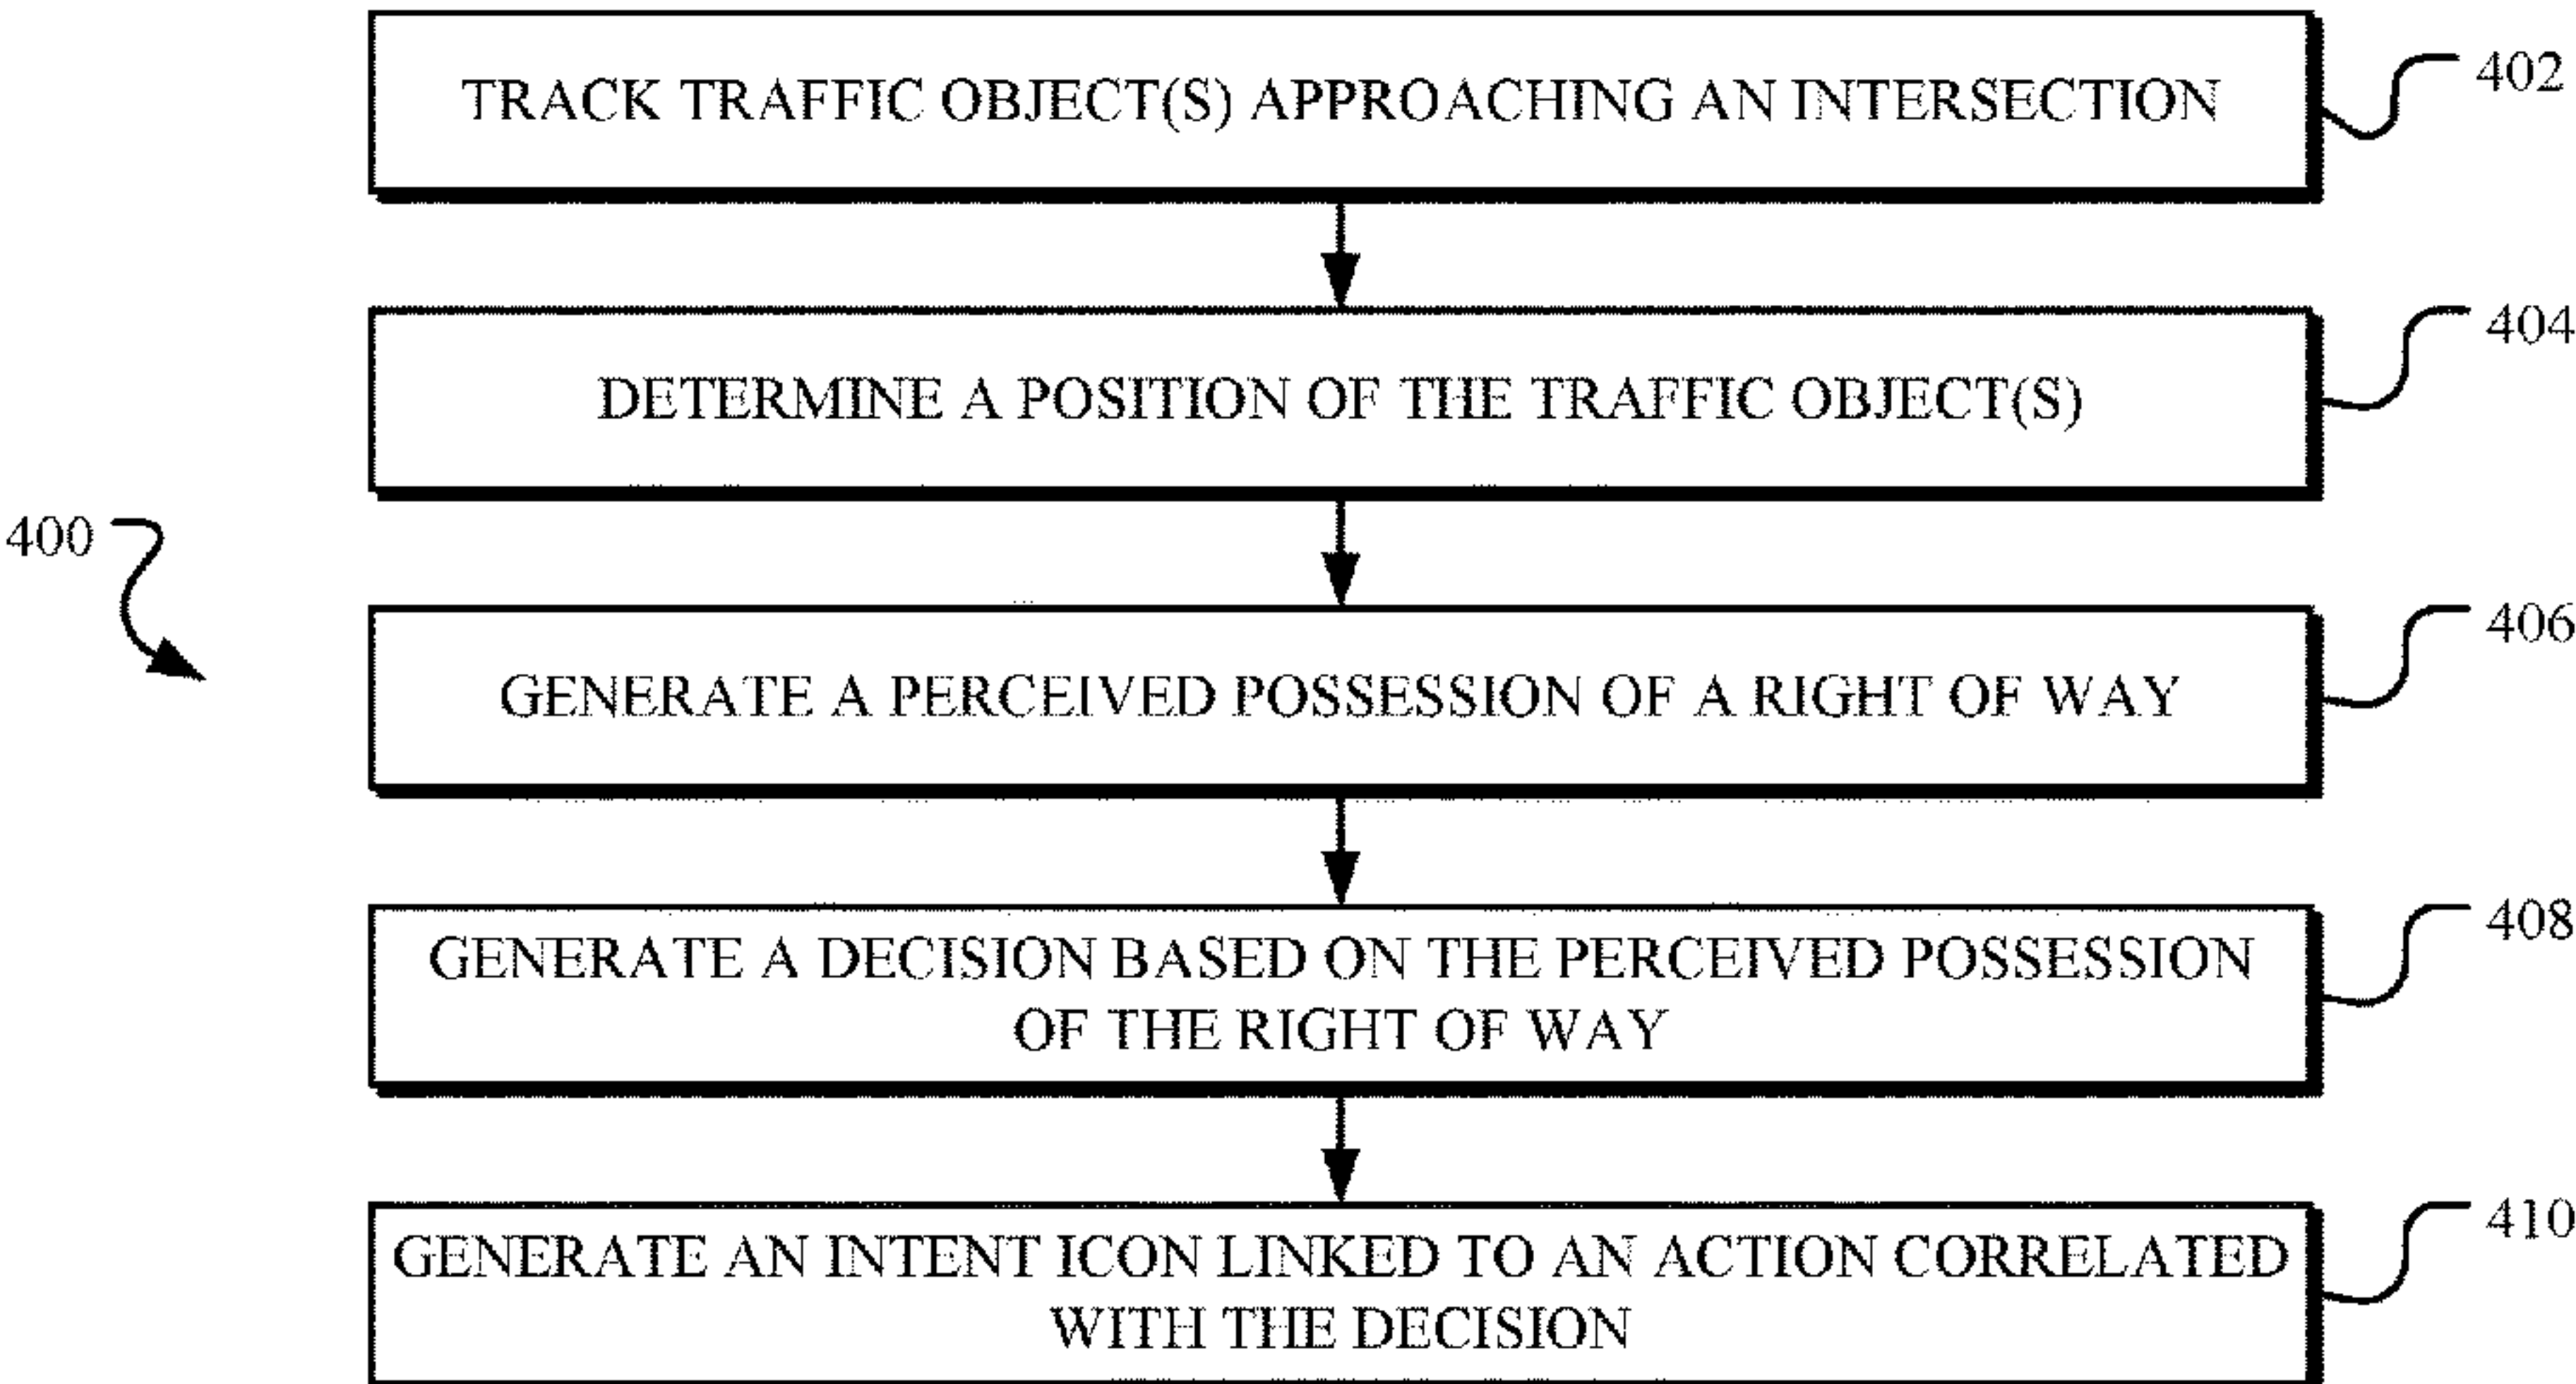 TRACK TRAFFIC OBJECT(S) APPROACHING AN INTERSECTION
402
DETERMINE A POSITION OF THE TRAFFIC OBJECT(S)
404
400
GENERATE A PERCEIVED POSSESSION OF A RIGHT OF WAY
406
GENERATE A DECISION BASED ON THE PERCEIVED POSSESSION
OF THE RIGHT OF WAY
408
GENERATE AN INTENT ICON LINKED TO AN ACTION CORRELATED
WITH THE DECISION
410